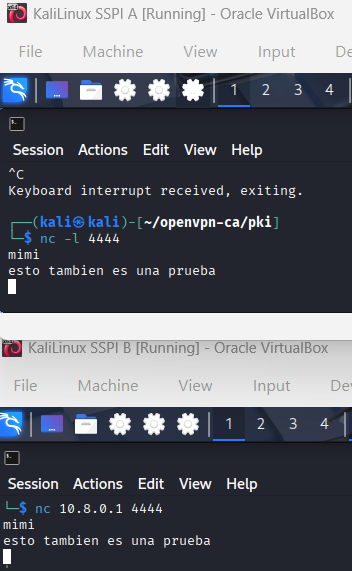 KaliLinux SSPI A [Running] - Oracle VirtualBox
File Machine View Input De
1 2 3 4
Session Actions Edit View Help
^C
Keyboard interrupt received, exiting.
┌──(kali㉿kali)-[~/openvpn-ca/pki]
└─$ nc -l 4444
mimi
esto tambien es una prueba
KaliLinux SSPI B [Running] - Oracle VirtualBox
File Machine View Input De
1 2 3 4
Session Actions Edit View Help
└─$ nc 10.8.0.1 4444
mimi
esto tambien es una prueba